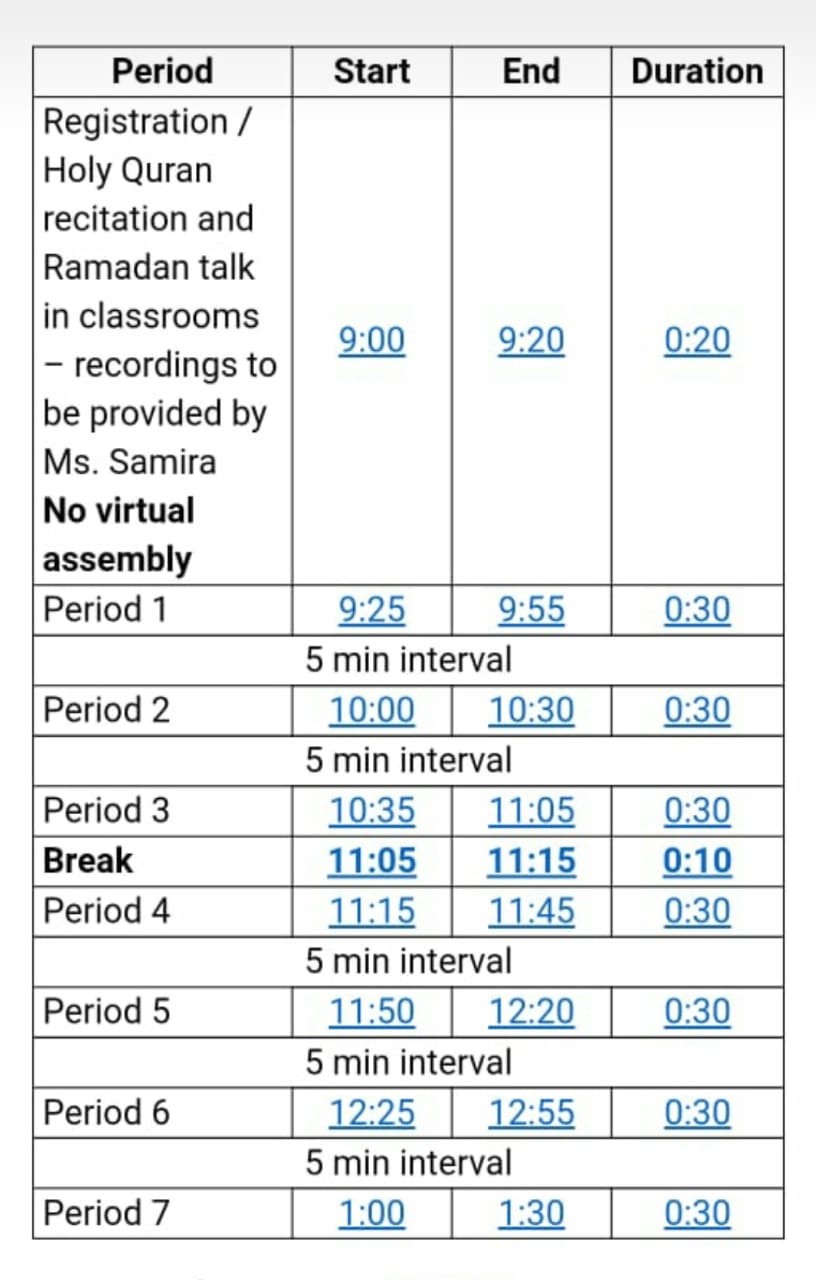 Period Start End Duration
Registration /
Holy Quran
recitation and
Ramadan talk
in classrooms
– recordings to
be provided by
Ms. Samira
No virtual
assembly
9:00 9:20 0:20
Period 1 9:25 9:55 0:30
5 min interval
Period 2 10:00 10:30 0:30
5 min interval
Period 3 10:35 11:05 0:30
Break 11:05 11:15 0:10
Period 4 11:15 11:45 0:30
5 min interval
Period 5 11:50 12:20 0:30
5 min interval
Period 6 12:25 12:55 0:30
5 min interval
Period 7 1:00 1:30 0:30